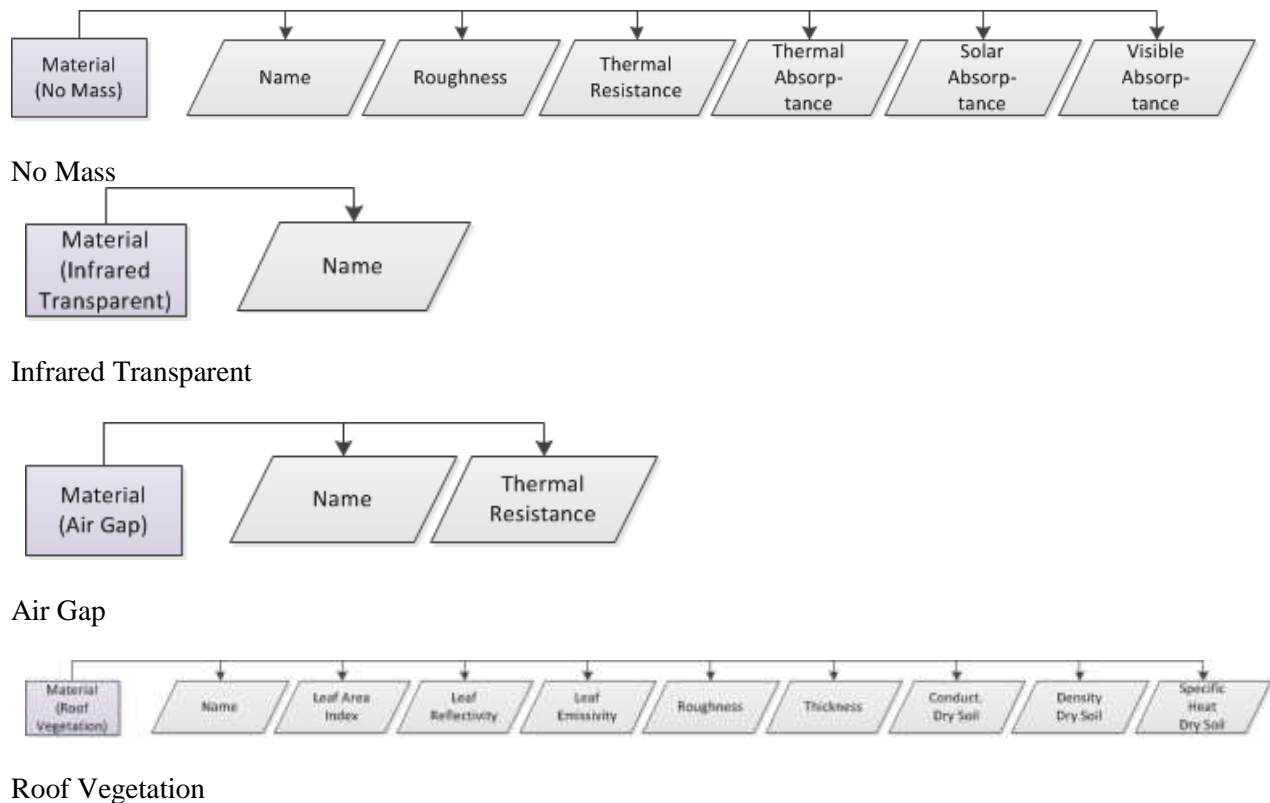 Material
(No Mass)
Name
Roughness
Thermal
Resistance
Thermal
Absorp-
tance
Solar
Absorp-
tance
Visible
Absorp-
tance
No Mass
Material
(Infrared
Transparent)
Name
Infrared Transparent
Material
(Air Gap)
Name
Thermal
Resistance
Air Gap
Material
(Roof
Vegetation)
Name
Leaf Area
Index
Leaf
Reflectivity
Leaf
Emissivity
Roughness
Thickness
Conduct.
Dry Soil
Density
Dry Soil
Specific
Heat
Dry Soil
Roof Vegetation